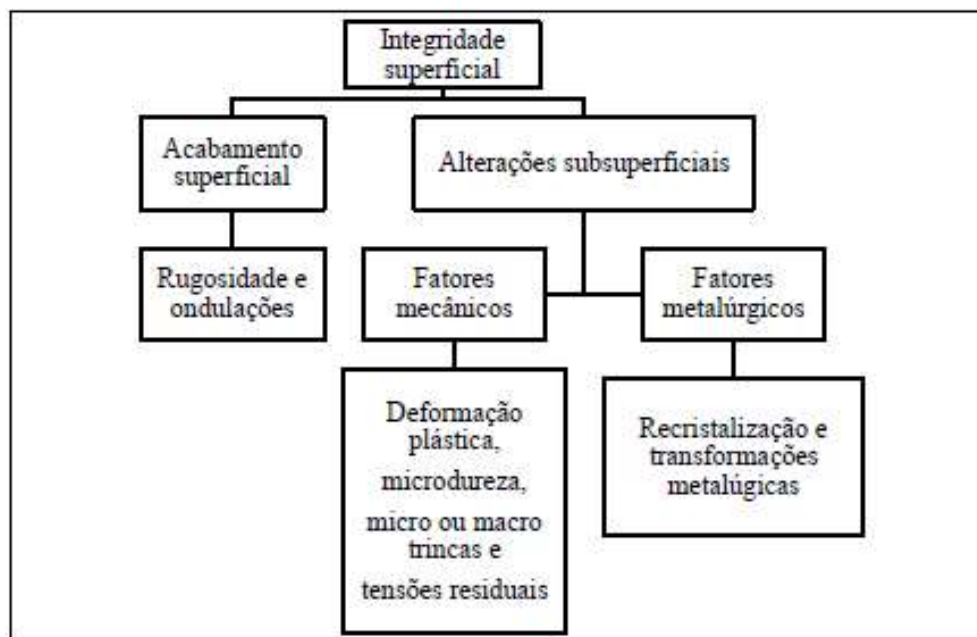 Integridade
superficial
Acabamento
superficial
Alterações subsuperficiais
Rugosidade e
ondulações
Fatores
mecânicos
Fatores
metalúrgicos
Deformação
plástica,
microdureza,
micro ou macro
trincas e
tensões residuais
Recristalização e
transformações
metalúgicas